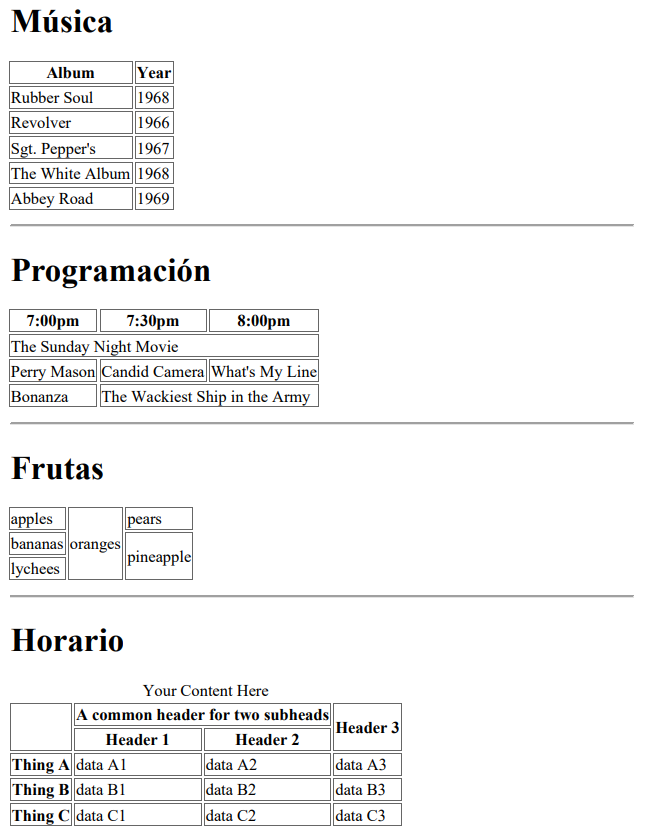 Música
Album Year
Rubber Soul 1968
Revolver 1966
Sgt. Pepper's 1967
The White Album 1968
Abbey Road 1969
Programación
7:00pm 7:30pm 8:00pm
The Sunday Night Movie
Perry Mason Candid Camera What's My Line
Bonanza The Wackiest Ship in the Army
Frutas
apples oranges pears
bananas pineapple
lychees
Horario
Your Content Here
A common header for two subheads Header 3
Header 1 Header 2
Thing A data A1 data A2 data A3
Thing B data B1 data B2 data B3
Thing C data C1 data C2 data C3